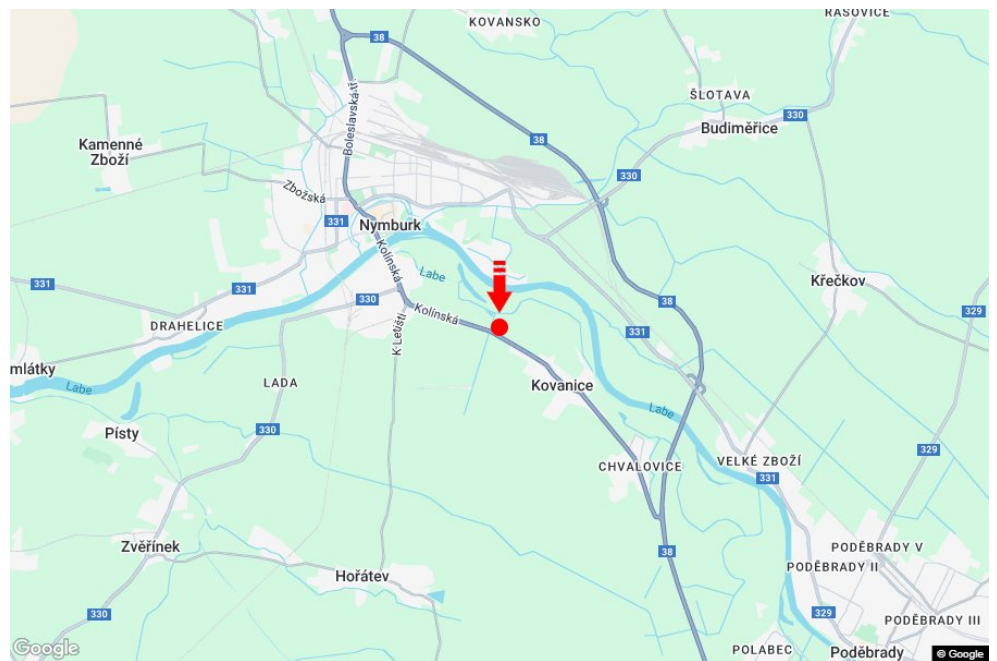 KOVANSKO
RAŠOVICE
38
38
ŠLOTAVA
330
Budiměřice
Boleslavská tř.
Kamenné
Zboží
38
330
Zbožská
331
Nymburk
331
Kolínská
Labe
Křečkov
331
330
Kolínská
38
329
DRAHELICE
K Letišti
331
mlátky
Labe
LADA
Kovanice
Labe
330
Písty
329
CHVALOVICE
VELKÉ ZBOŽÍ
331
Zvěřínek
PODĚBRADY V
38
PODĚBRADY II
Hořátev
330
329
PODĚBRADY III
Google
POLABEC
Poděbrady
© Google